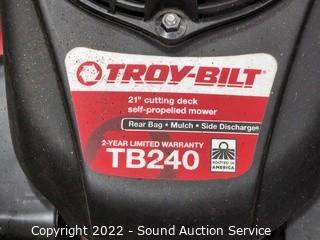 TROY-BILT
21" cutting deck
self-propelled mower
Rear Bag • Mulch • Side Discharge
2-YEAR LIMITED WARRANTY
TB240
ROOTED IN
AMERICA
Copyright 2022 - Sound Auction Service